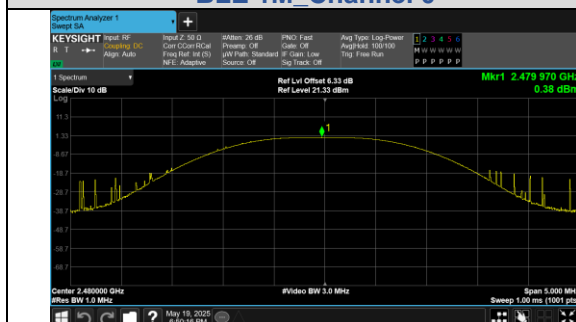 Spectrum Analyzer 1
Swept SA
+
KEYSIGHT Input: RF Input Z: 50 Ω #Atten: 26 dB PNO: Fast Avg Type: Log-Power 1 2 3 4 5 6
R T Coupling: DC Corr CCorr RCal Preamp: Off Gate: Off Avg|Hold: 100/100 M W W W W W
Align: Auto Freq Ref: Int (S) µW Path: Standard IF Gain: Low Trig: Free Run P P P P P P
NFE: Adaptive Source: Off Sig Track: Off
1 Spectrum Ref Lvl Offset 6.33 dB Mkr1 2.479 970 GHz
Scale/Div 10 dB Ref Level 21.33 dBm 0.38 dBm
Log
11.3
1
1.33
-8.67
-18.7
-28.7
-38.7
-48.7
-58.7
-68.7
Center 2.480000 GHz #Video BW 3.0 MHz Span 5.000 MHz
#Res BW 1.0 MHz Sweep 1.00 ms (1001 pts)
? May 19, 2025